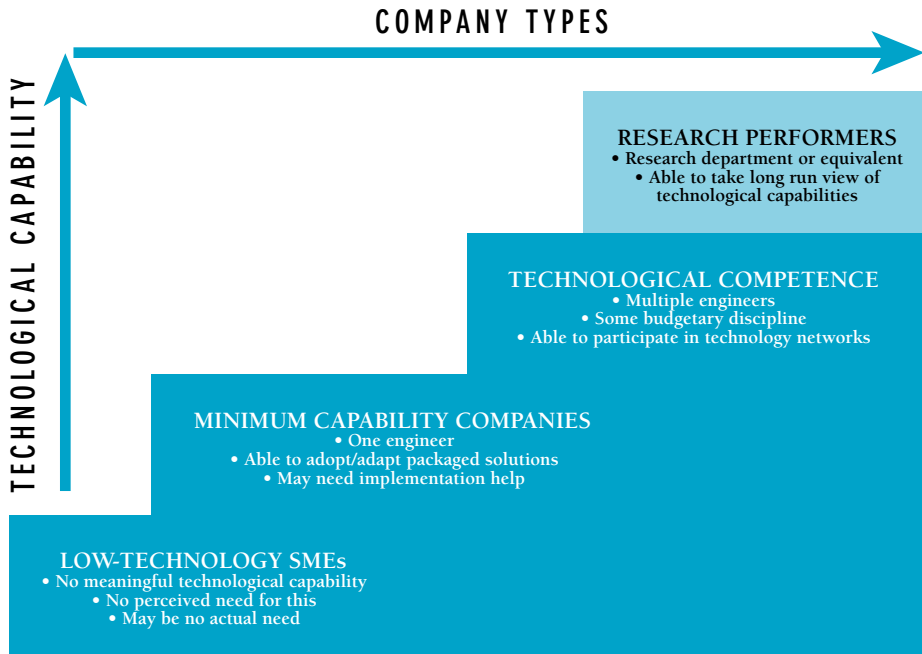 COMPANY TYPES
TECHNOLOGICAL CAPABILITY
RESEARCH PERFORMERS
• Research department or equivalent
• Able to take long run view of
technological capabilities
TECHNOLOGICAL COMPETENCE
• Multiple engineers
• Some budgetary discipline
• Able to participate in technology networks
MINIMUM CAPABILITY COMPANIES
• One engineer
• Able to adopt/adapt packaged solutions
• May need implementation help
LOW-TECHNOLOGY SMEs
• No meaningful technological capability
• No perceived need for this
• May be no actual need